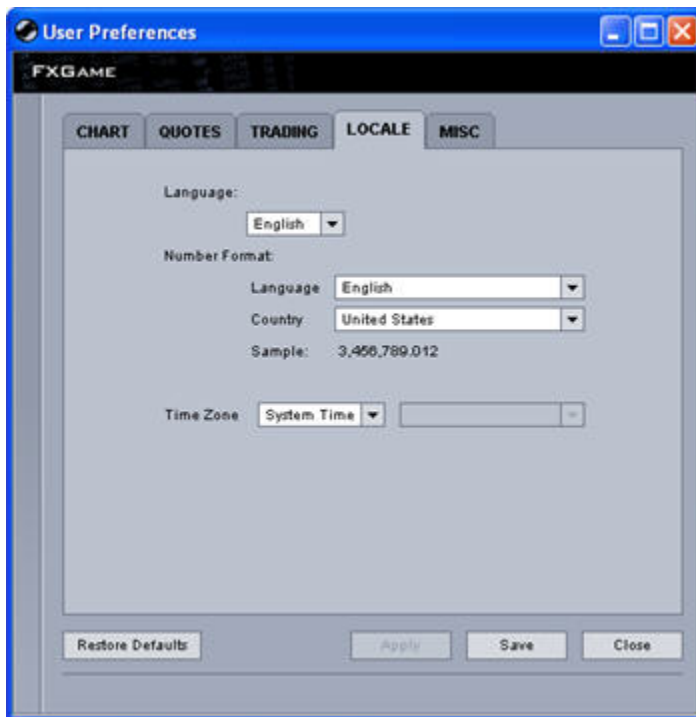 User Preferences
FXGAME
CHART QUOTES TRADING LOCALE MISC
Language:
English
Number Format:
Language English
Country United States
Sample: 3,456,789.012
Time Zone System Time
Restore Defaults Apply Save Close